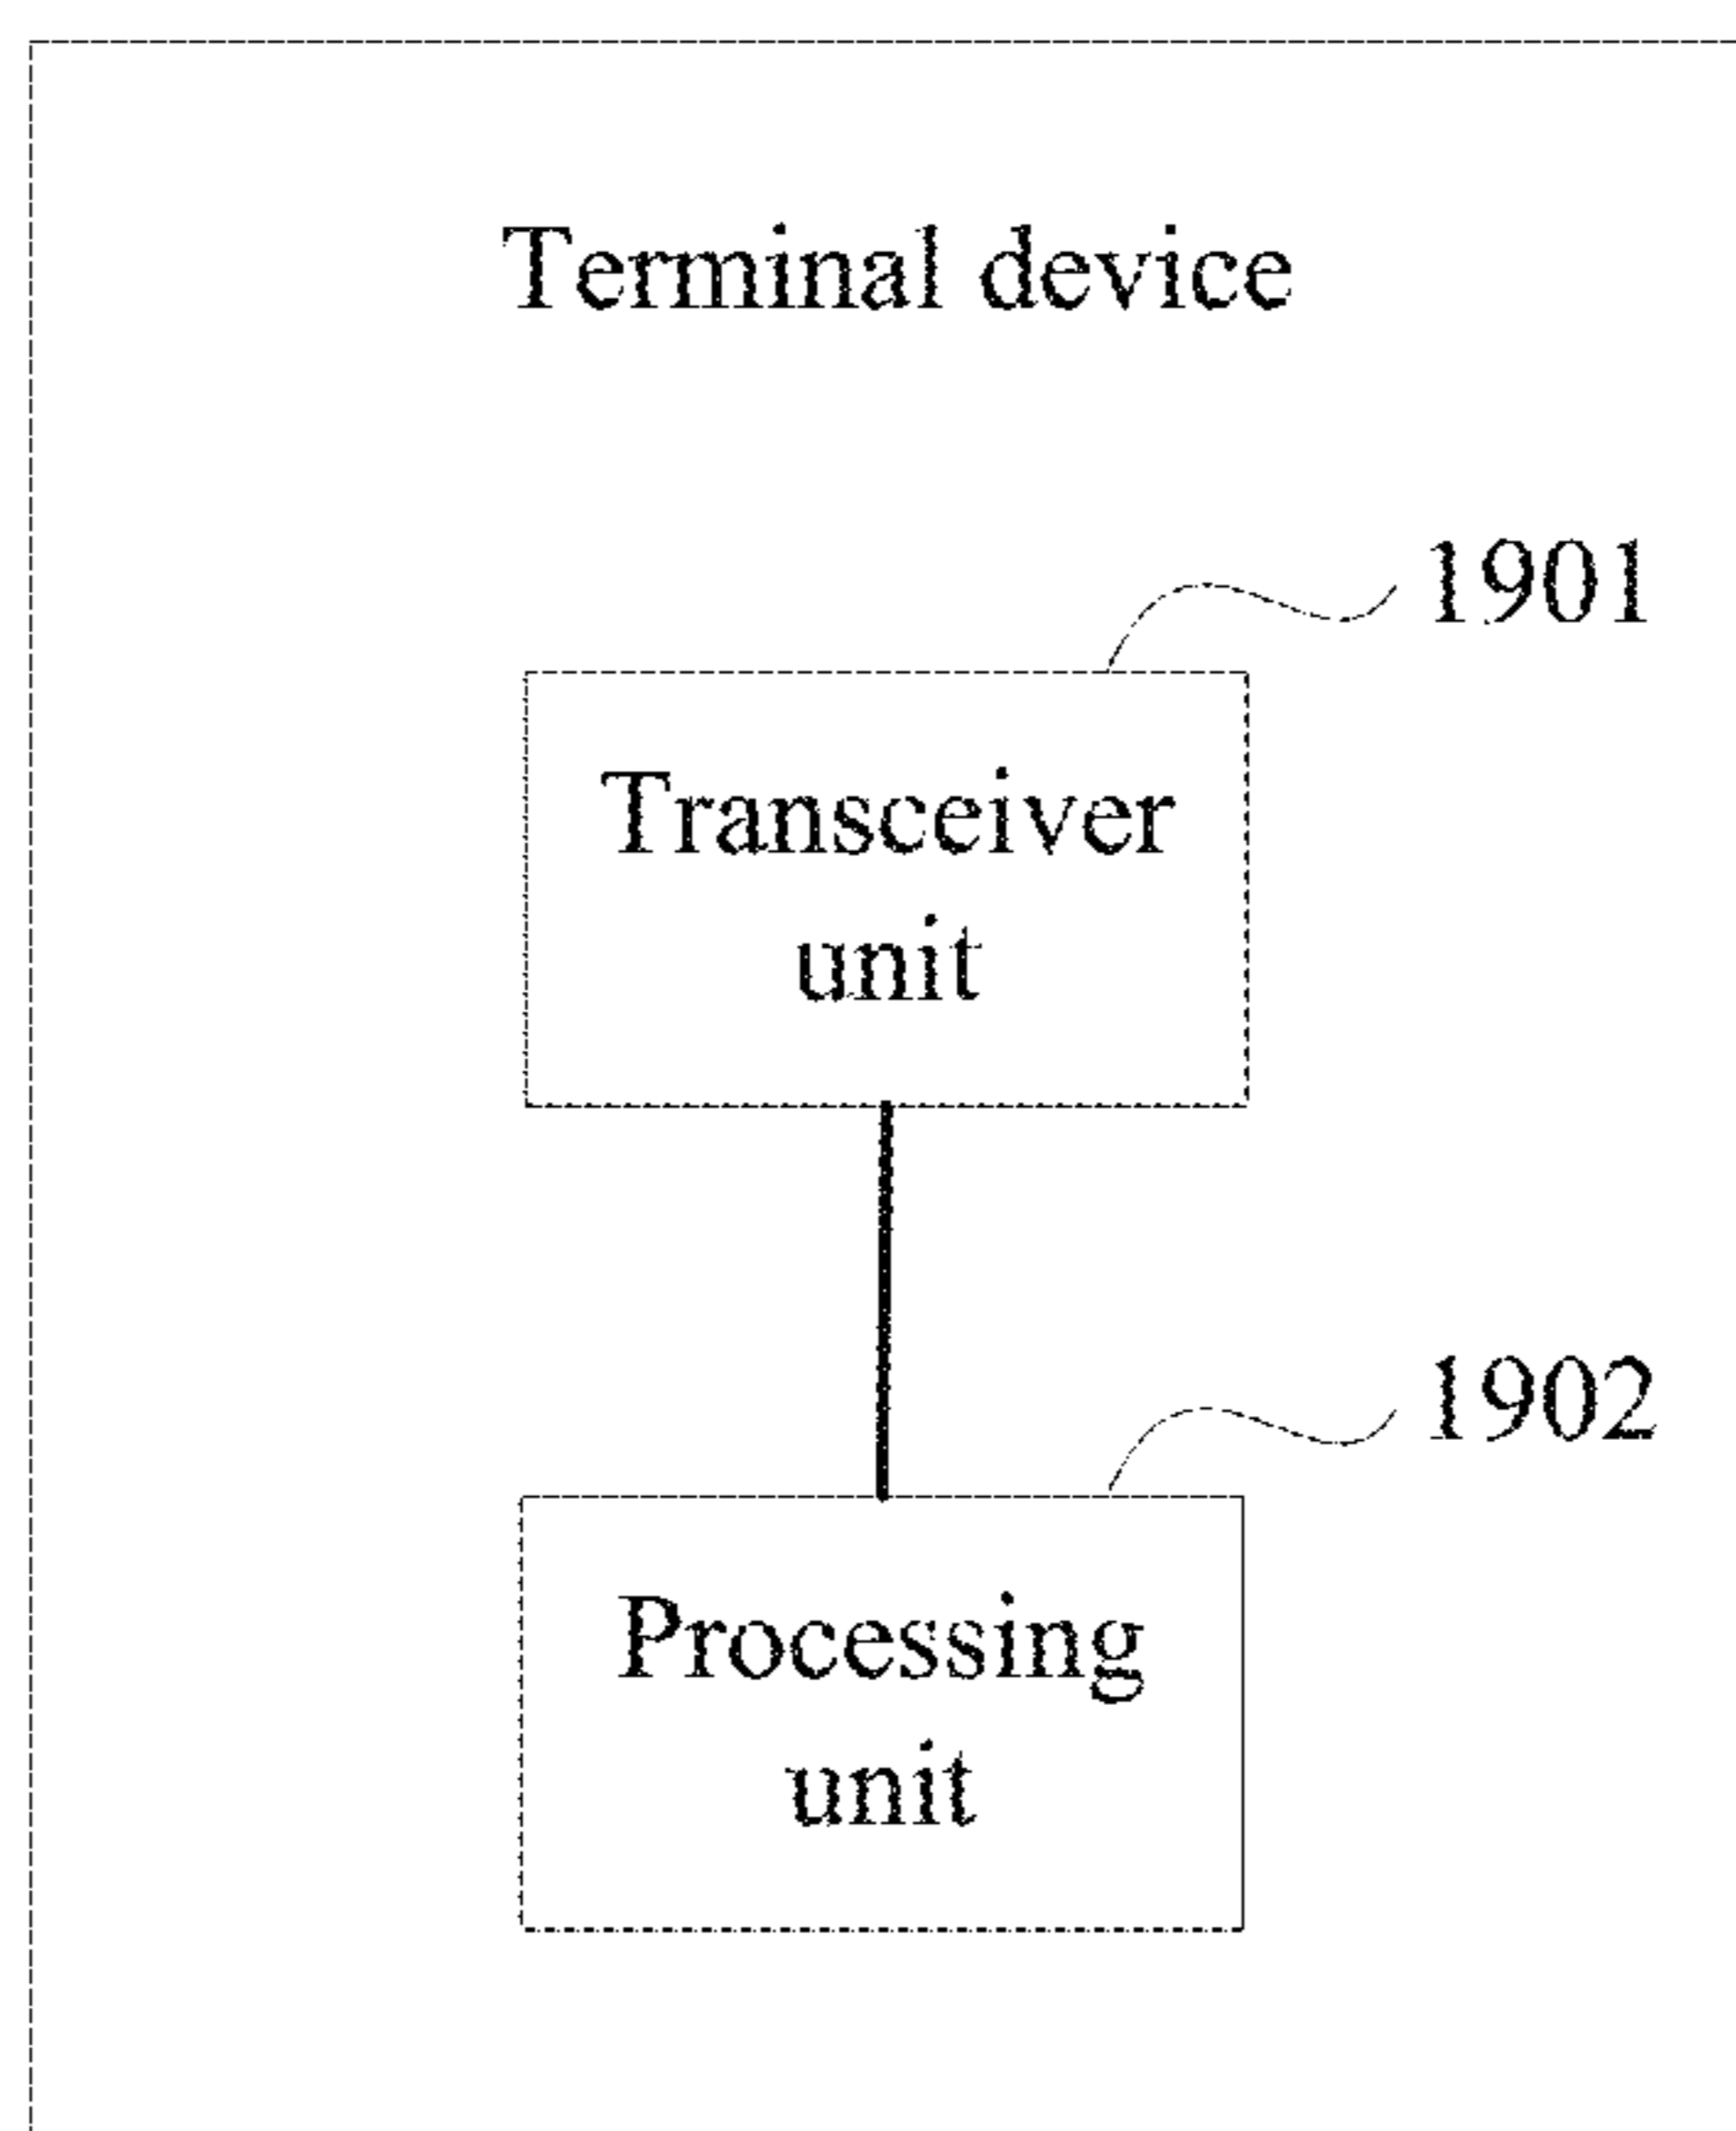 Terminal device
1901
Transceiver
unit
1902
Processing
unit